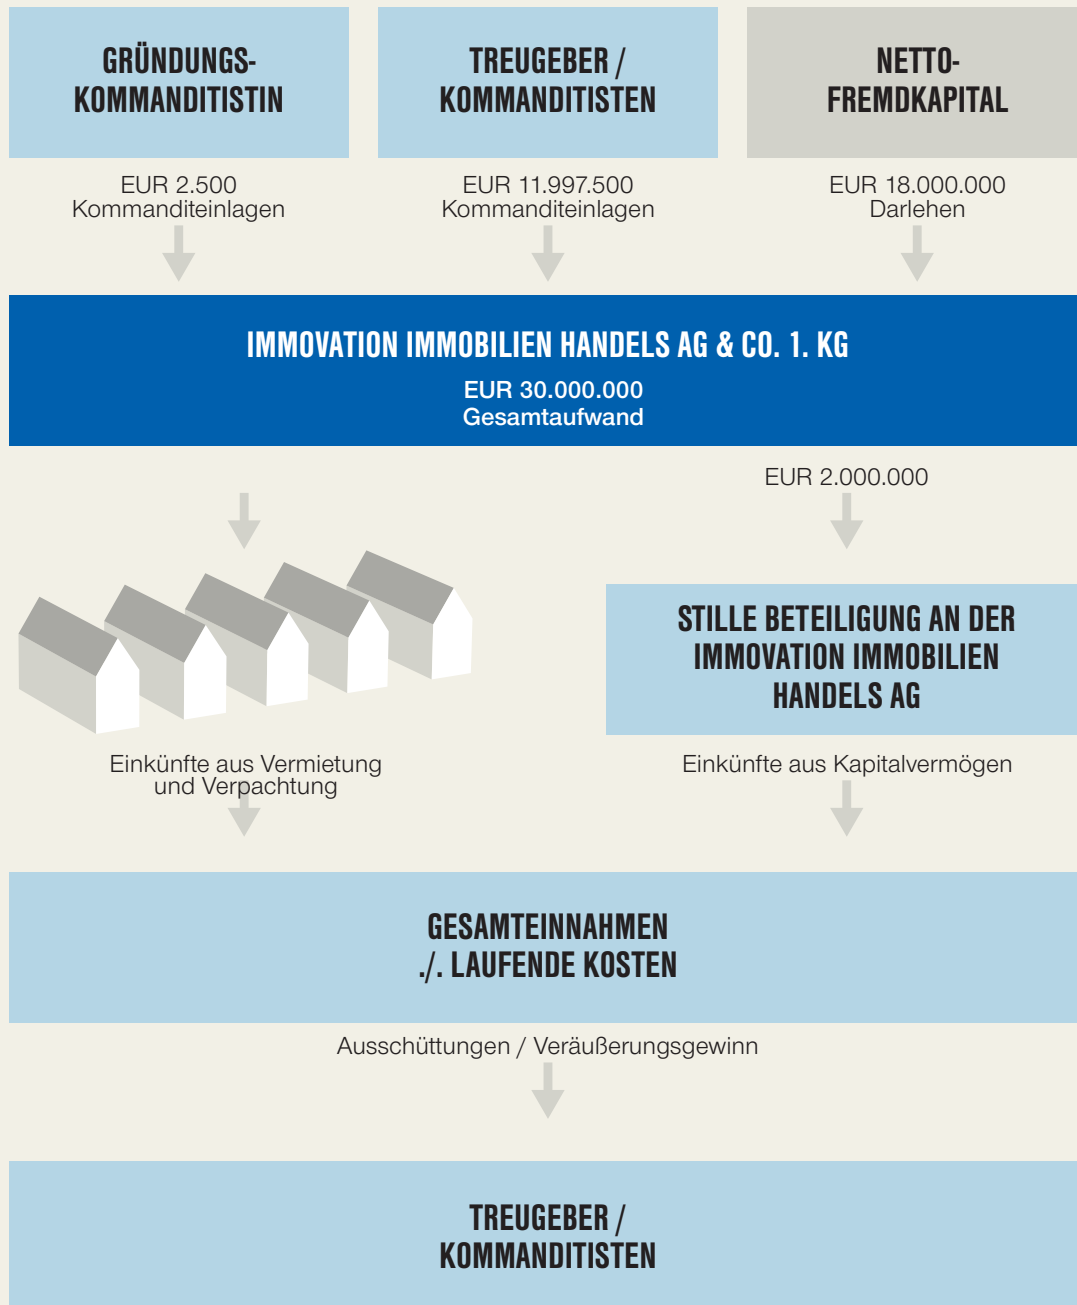 GRÜNDUNGS-
KOMMANDITISTIN
EUR 2.500
Kommanditeinlagen
TREUGEBER /
KOMMANDITISTEN
EUR 11.997.500
Kommanditeinlagen
NETTO-
FREMDKAPITAL
EUR 18.000.000
Darlehen
IMMOVATION IMMOBILIEN HANDELS AG & CO. 1. KG
EUR 30.000.000
Gesamtaufwand
EUR 2.000.000
STILLE BETEILIGUNG AN DER
IMMOVATION IMMOBILIEN
HANDELS AG
Einkünfte aus Vermietung
und Verpachtung
Einkünfte aus Kapitalvermögen
GESAMTEINNAHMEN
./. LAUFENDE KOSTEN
Ausschüttungen / Veräußerungsgewinn
TREUGEBER /
KOMMANDITISTEN